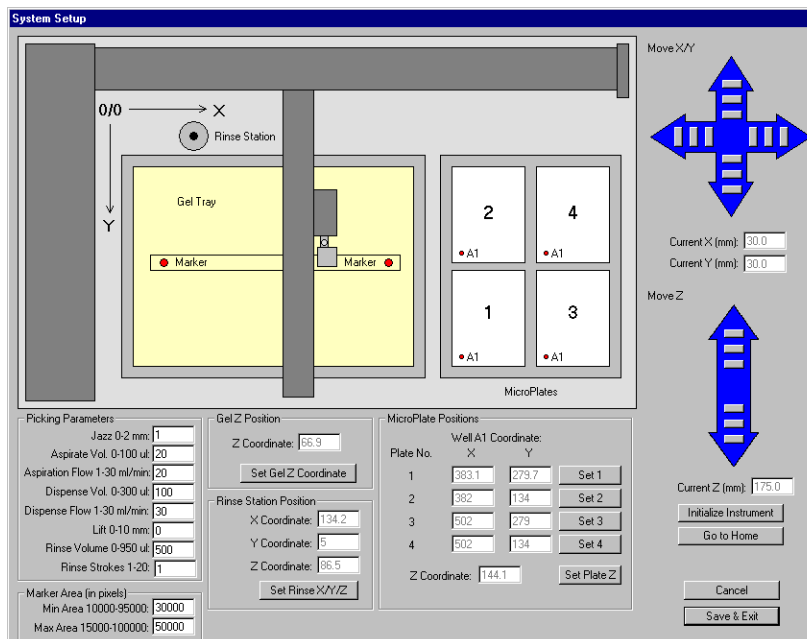 System Setup
Move X/Y
0/0
X
Rinse Station
Y
Gel Tray
Marker
Marker
2
4
A1
A1
1
3
A1
A1
MicroPlates
Current X (mm): 30.0
Current Y (mm): 30.0
Move Z
Current Z (mm): 175.0
Initialize Instrument
Go to Home
Cancel
Save & Exit
Picking Parameters
Jazz 0-2 mm: 1
Aspirate Vol. 0-100 ul: 20
Aspiration Flow 1-30 ml/min: 20
Dispense Vol. 0-300 ul: 100
Dispense Flow 1-30 ml/min: 30
Lift 0-10 mm: 0
Rinse Volume 0-950 ul: 500
Rinse Strokes 1-20: 1
Marker Area (in pixels)
Min Area 10000-95000: 30000
Max Area 15000-100000: 50000
Gel Z Position
Z Coordinate: 66.9
Set Gel Z Coordinate
Rinse Station Position
X Coordinate: 134.2
Y Coordinate: 5
Z Coordinate: 86.5
Set Rinse X/Y/Z
MicroPlate Positions
Well A1 Coordinate:
Plate No. X Y
1 383.1 279.7 Set 1
2 382 134 Set 2
3 502 279 Set 3
4 502 134 Set 4
Z Coordinate: 144.1 Set Plate Z